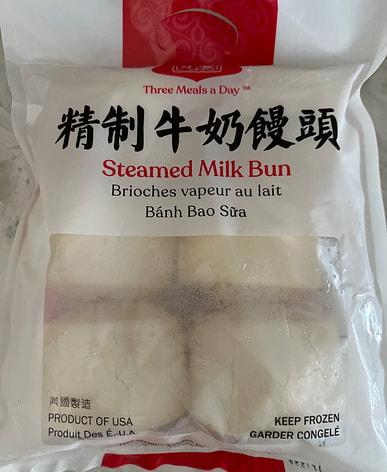 Three Meals a Day™
精制牛奶饅頭
Steamed Milk Bun
Brioches vapeur au lait
Bánh Bao Sữa
美國製造
PRODUCT OF USA
Produit Des É.-U.A.
KEEP FROZEN
GARDER CONGELÉ